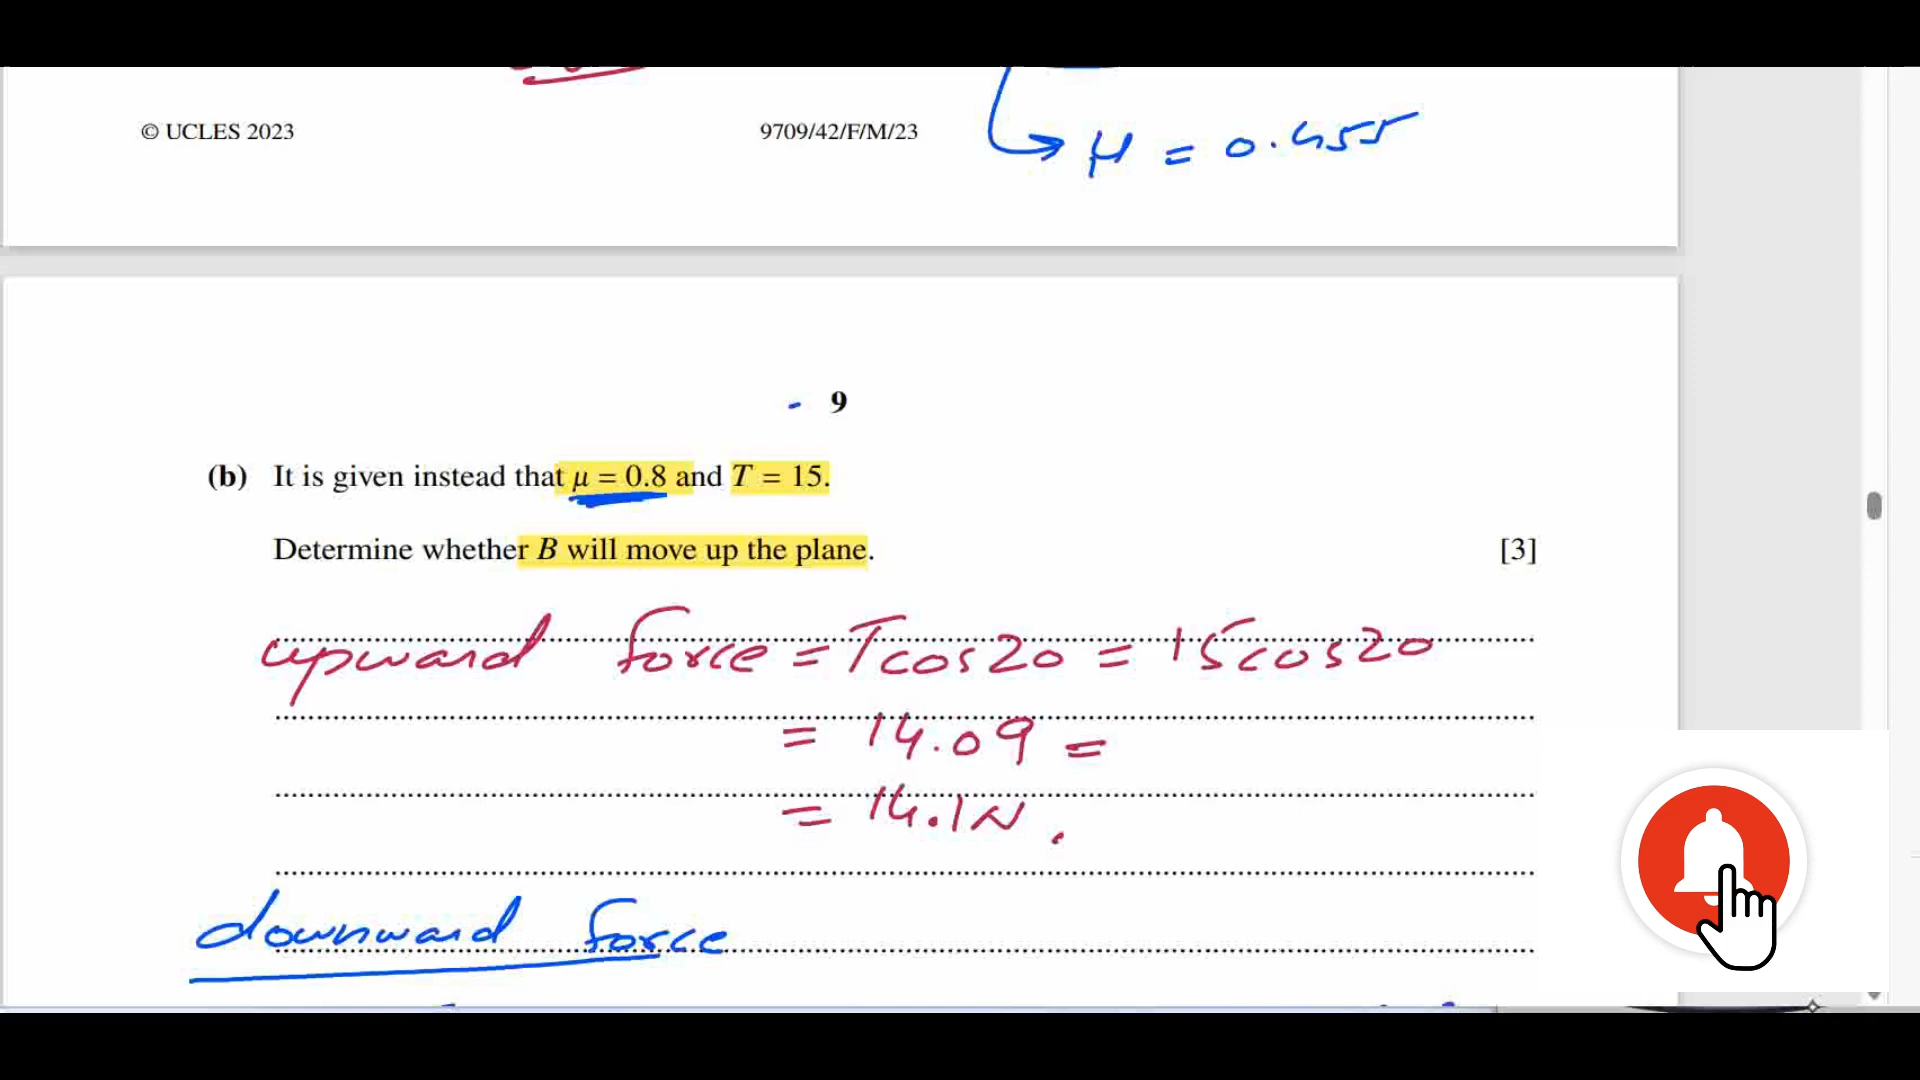 © UCLES 2023
9709/42/F/M/23
μ = 0.455
9
(b) It is given instead that μ = 0.8 and T = 15.
Determine whether B will move up the plane. [3]
upward force = Tcos20 = 15cos20
= 14.09 =
= 14.1N.
downward force